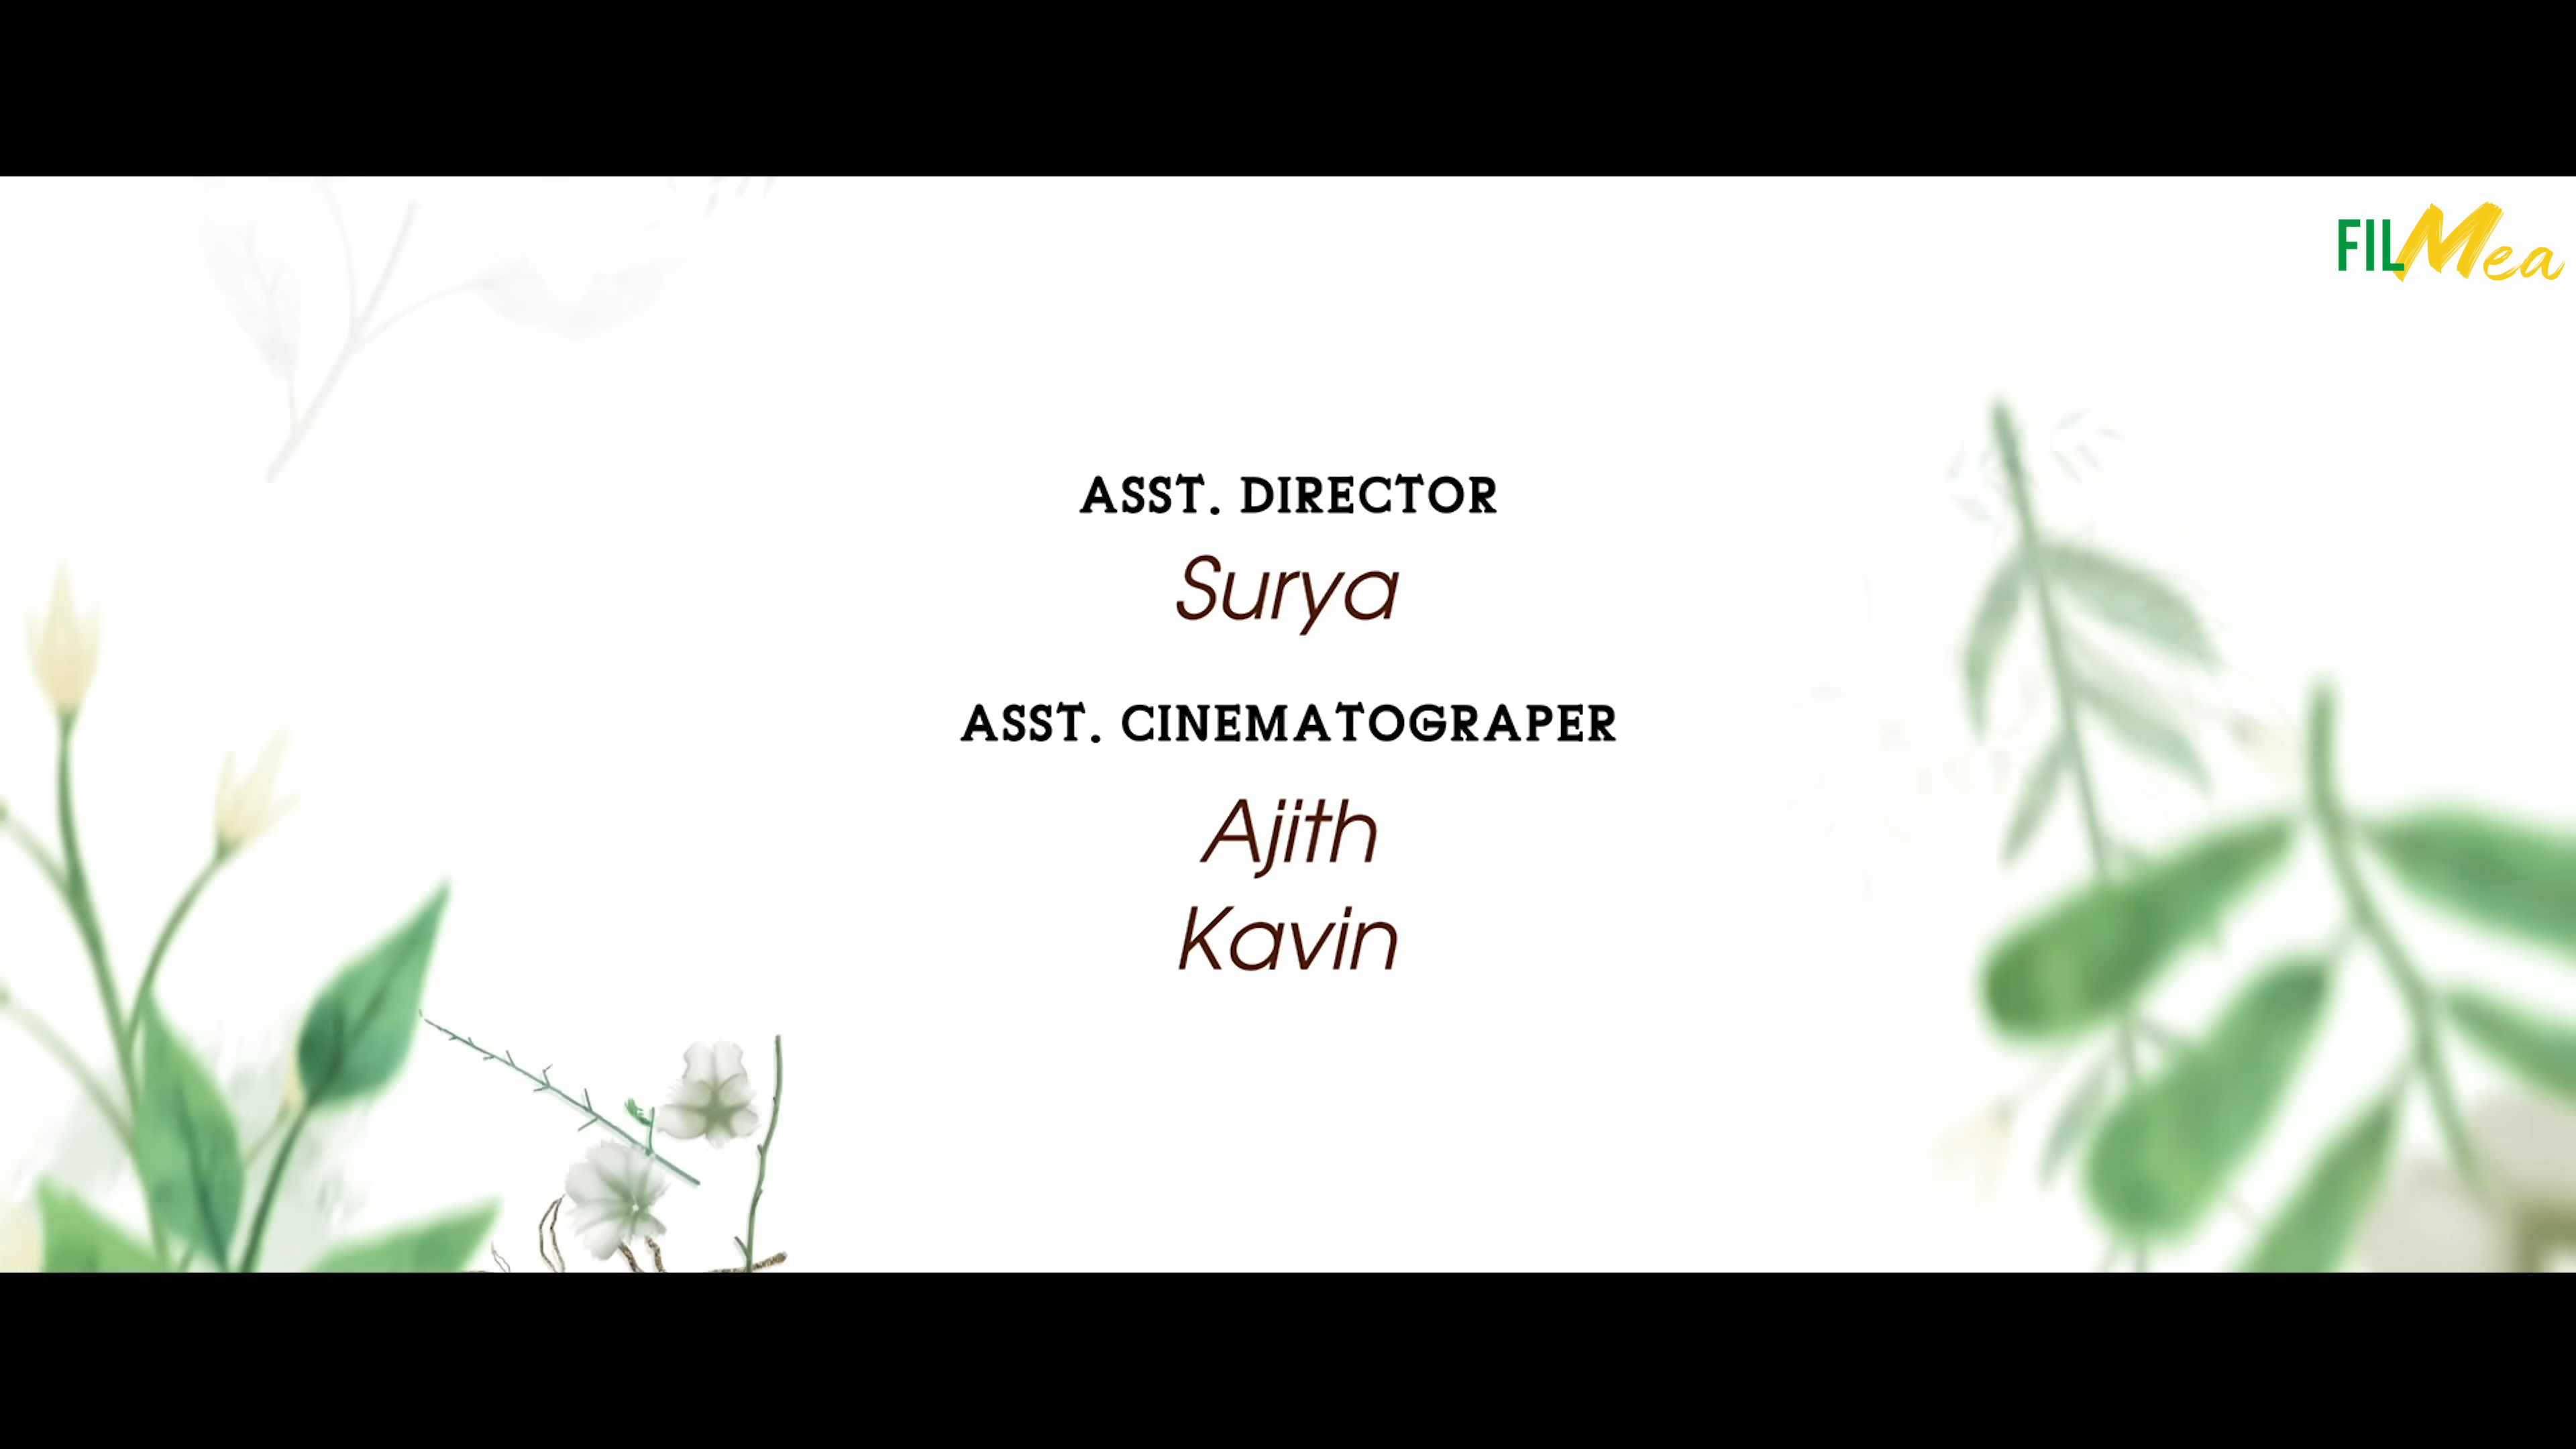 FILMea
ASST. DIRECTOR
Surya
ASST. CINEMATOGRAPER
Ajith
Kavin